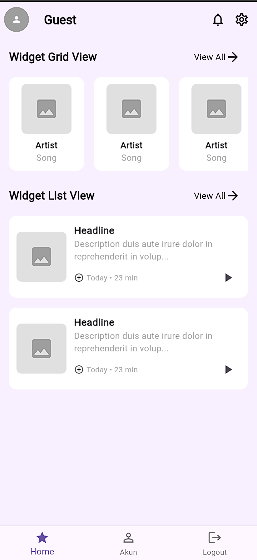 Guest
Widget Grid View
View All
Artist
Song
Artist
Song
Artist
Song
Widget List View
View All
Headline
Description duis aute irure dolor in
reprehenderit in volup...
Today • 23 min
Headline
Description duis aute irure dolor in
reprehenderit in volup...
Today • 23 min
Home
Akun
Logout